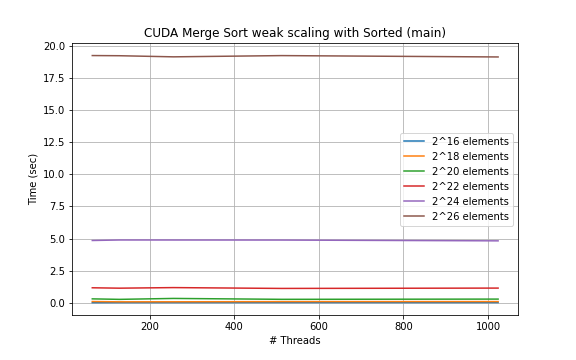 CUDA Merge Sort weak scaling with Sorted (main)
20.0
17.5
15.0
12.5
10.0
7.5
5.0
2.5
0.0
Time (sec)
2^16 elements
2^18 elements
2^20 elements
2^22 elements
2^24 elements
2^26 elements
200 400 600 800 1000
# Threads